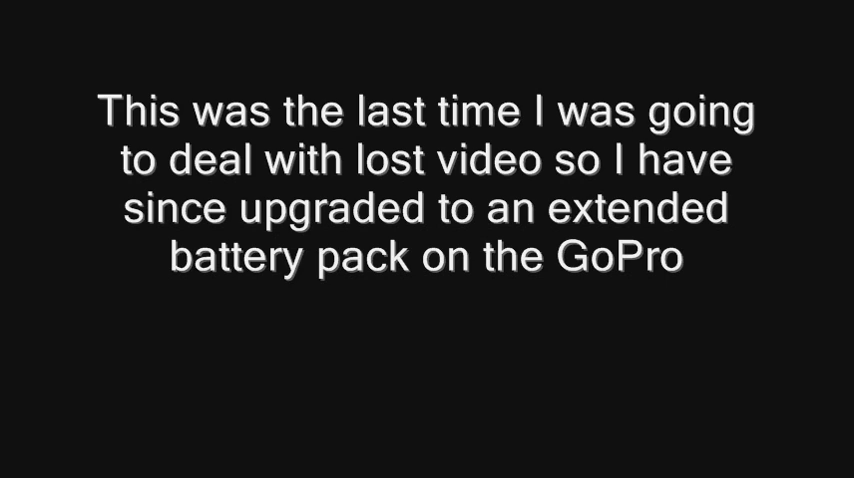 This was the last time I was going
to deal with lost video so I have
since upgraded to an extended
battery pack on the GoPro